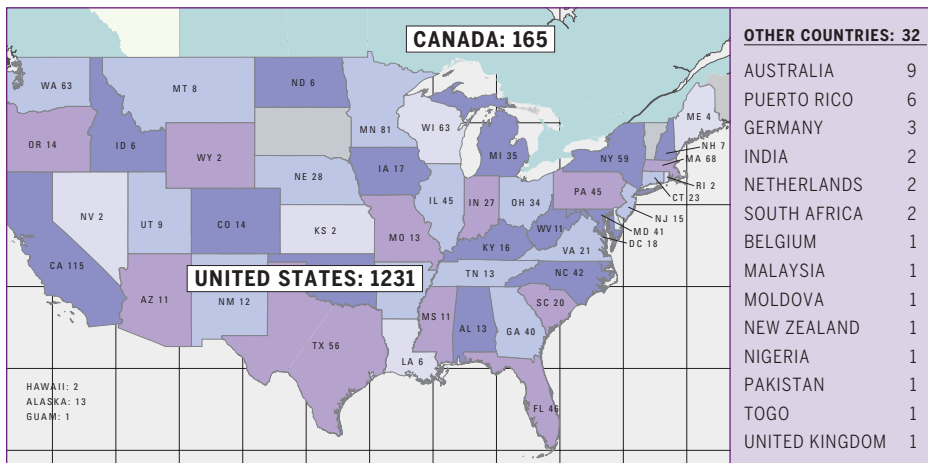 CANADA: 165
WA 63
MT 8
ND 6
MN 81
WI 63
ME 4
OR 14
ID 6
WY 2
IA 17
MI 35
NY 59
NH 7
MA 68
NE 28
PA 45
RI 2
CT 23
NV 2
UT 9
CO 14
KS 2
IL 45
IN 27
OH 34
NJ 15
MD 41
DC 18
MO 13
WV 11
KY 16
VA 21
CA 115
UNITED STATES: 1231
TN 13
NC 42
AZ 11
NM 12
MS 11
AL 13
GA 40
SC 20
TX 56
LA 6
FL 46
HAWAII: 2
ALASKA: 13
GUAM: 1
OTHER COUNTRIES: 32
AUSTRALIA 9
PUERTO RICO 6
GERMANY 3
INDIA 2
NETHERLANDS 2
SOUTH AFRICA 2
BELGIUM 1
MALAYSIA 1
MOLDOVA 1
NEW ZEALAND 1
NIGERIA 1
PAKISTAN 1
TOGO 1
UNITED KINGDOM 1